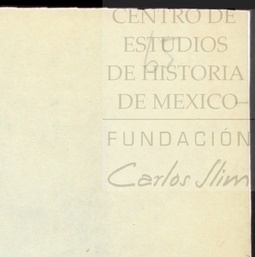 CENTRO DE
ESTUDIOS
DE HISTORIA
DE MEXICO
FUNDACIÓN
Carlos Slim